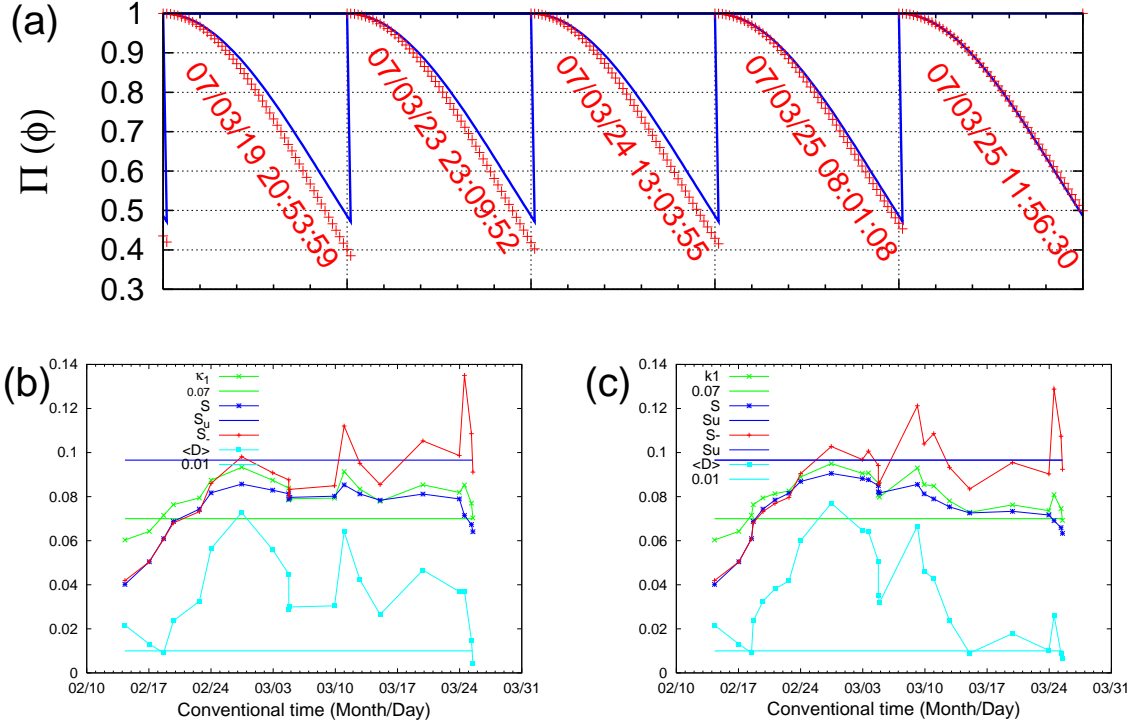 (a)
1
0.9
0.8
0.7
0.6
0.5
0.4
0.3
Π (ϕ)
07/03/19 20:53:59
07/03/23 23:09:52
07/03/24 13:03:55
07/03/25 08:01:08
07/03/25 11:56:30
(b)
0.14
0.12
0.1
0.08
0.06
0.04
0.02
0
κ1
0.07
S
Su
S-
<D>
0.01
02/10 02/17 02/24 03/03 03/10 03/17 03/24 03/31
Conventional time (Month/Day)
(c)
0.14
0.12
0.1
0.08
0.06
0.04
0.02
0
k1
0.07
S
Su
S-
Su
<D>
0.01
02/10 02/17 02/24 03/03 03/10 03/17 03/24 03/31
Conventional time (Month/Day)